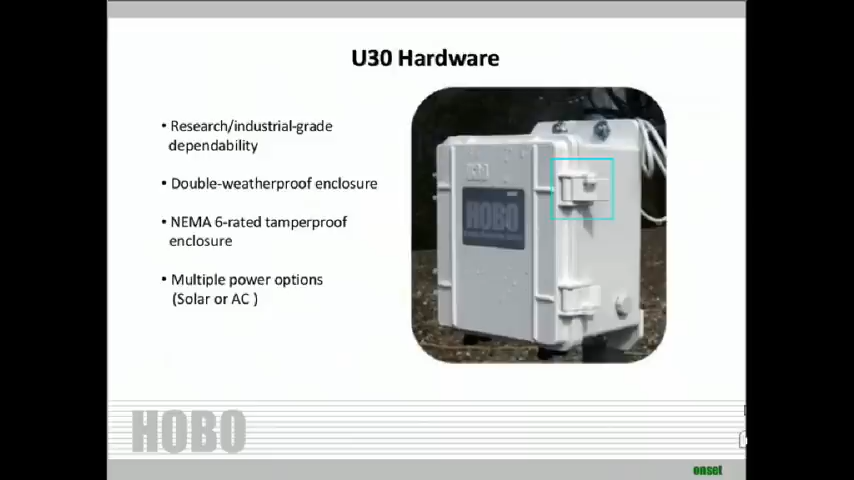 U30 Hardware
• Research/industrial-grade
dependability
• Double-weatherproof enclosure
• NEMA 6-rated tamperproof
enclosure
• Multiple power options
(Solar or AC )
HOBO
HOBO
onset